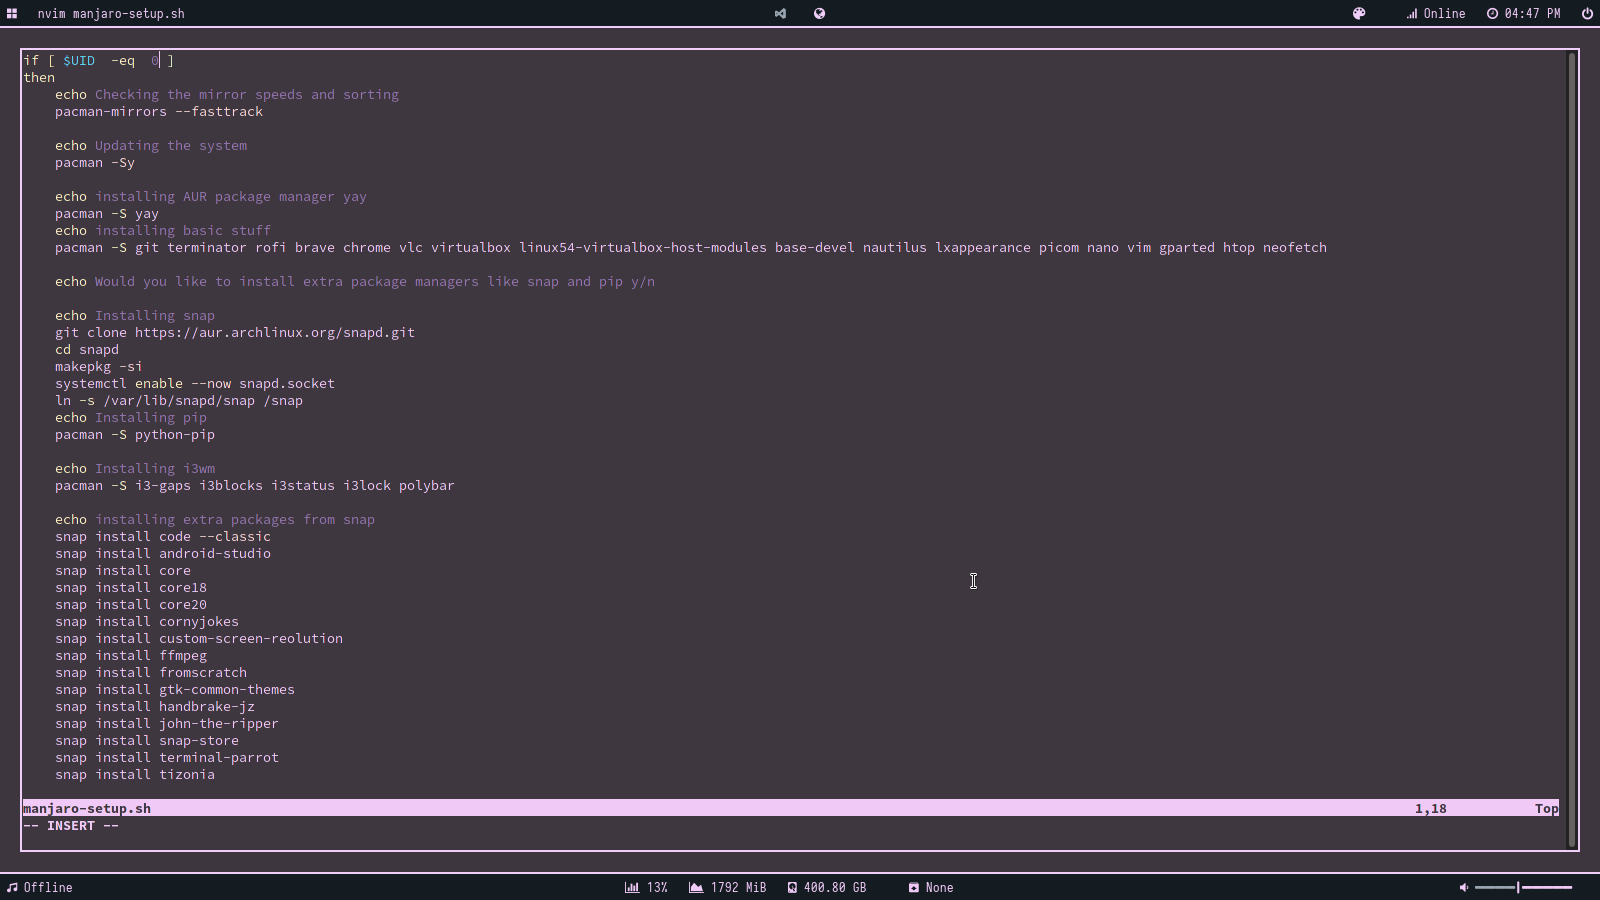 nvim manjaro-setup.sh
Online
04:47 PM
if [ $UID  -eq  0 ]
then
    echo Checking the mirror speeds and sorting
    pacman-mirrors --fasttrack
    echo Updating the system
    pacman -Sy
    echo installing AUR package manager yay
    pacman -S yay
    echo installing basic stuff
    pacman -S git terminator rofi brave chrome vlc virtualbox linux54-virtualbox-host-modules base-devel nautilus lxappearance picom nano vim gparted htop neofetch
    echo Would you like to install extra package managers like snap and pip y/n
    echo Installing snap
    git clone https://aur.archlinux.org/snapd.git
    cd snapd
    makepkg -si
    systemctl enable --now snapd.socket
    ln -s /var/lib/snapd/snap /snap
    echo Installing pip
    pacman -S python-pip
    echo Installing i3wm
    pacman -S i3-gaps i3blocks i3status i3lock polybar
    echo installing extra packages from snap
    snap install code --classic
    snap install android-studio
    snap install core
    snap install core18
    snap install core20
    snap install cornyjokes
    snap install custom-screen-reolution
    snap install ffmpeg
    snap install fromscratch
    snap install gtk-common-themes
    snap install handbrake-jz
    snap install john-the-ripper
    snap install snap-store
    snap install terminal-parrot
    snap install tizonia
manjaro-setup.sh 1,18 Top
-- INSERT --
Offline
13%
1792 MiB
400.80 GB
None